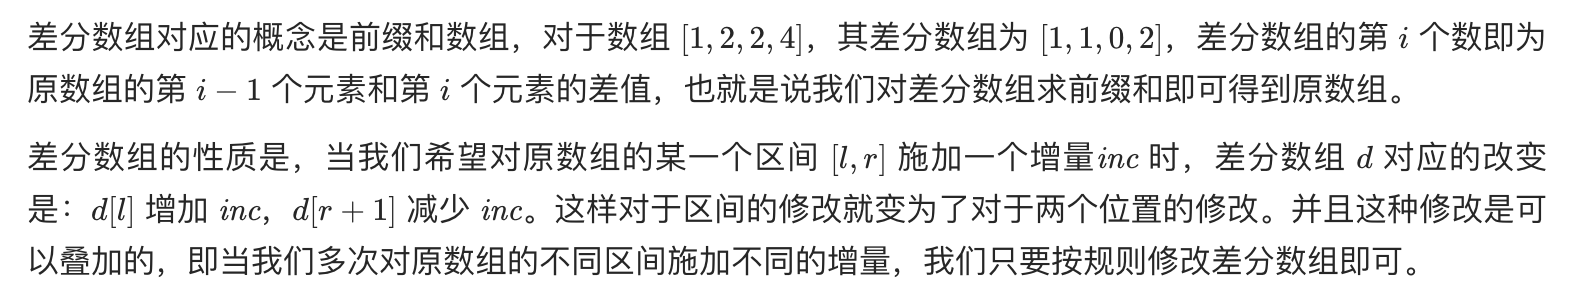 差分数组对应的概念是前缀和数组，对于数组 [1, 2, 2, 4]，其差分数组为 [1, 1, 0, 2]，差分数组的第 i 个数即为
原数组的第 i − 1 个元素和第 i 个元素的差值，也就是说我们对差分数组求前缀和即可得到原数组。
差分数组的性质是，当我们希望对原数组的某一个区间 [l, r] 施加一个增量inc 时，差分数组 d 对应的改变
是：d[l] 增加 inc，d[r + 1] 减少 inc。这样对于区间的修改就变为了对于两个位置的修改。并且这种修改是可
以叠加的，即当我们多次对原数组的不同区间施加不同的增量，我们只要按规则修改差分数组即可。